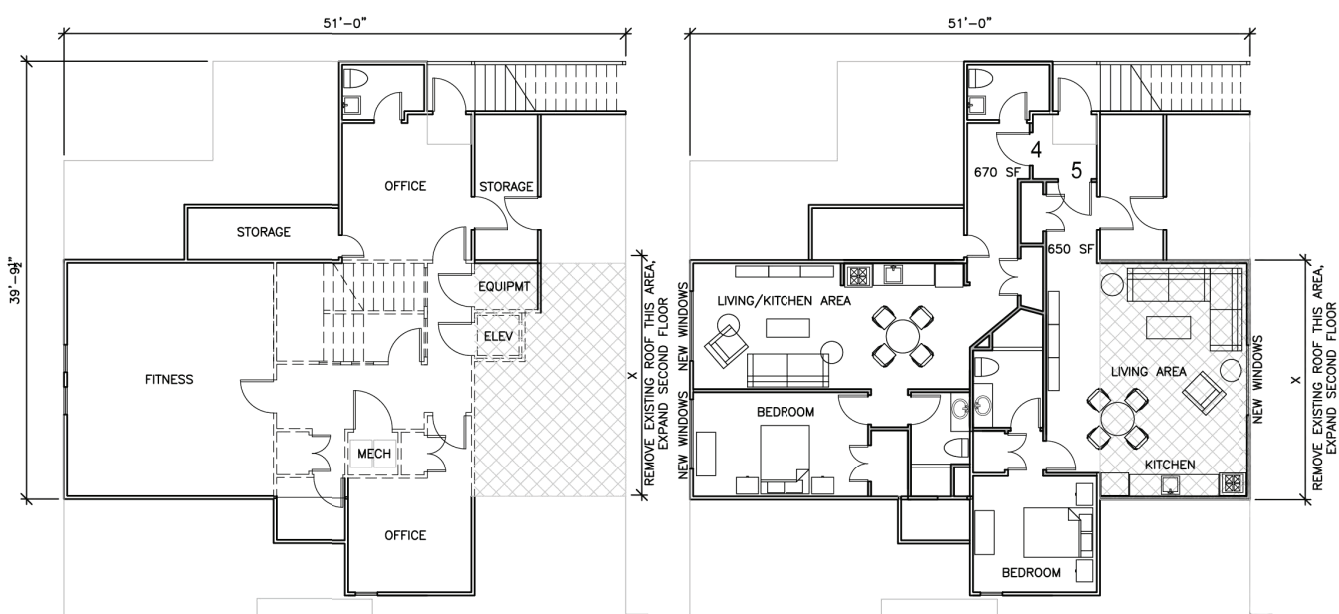 51'-0"
39'-9½"
OFFICE
STORAGE
STORAGE
EQUIPMT
ELEV
FITNESS
MECH
OFFICE
X
REMOVE EXISTING ROOF THIS AREA,
EXPAND SECOND FLOOR
51'-0"
4
670 SF
5
650 SF
NEW WINDOWS
LIVING/KITCHEN AREA
NEW WINDOWS
BEDROOM
LIVING AREA
KITCHEN
BEDROOM
NEW WINDOWS
X
REMOVE EXISTING ROOF THIS AREA,
EXPAND SECOND FLOOR